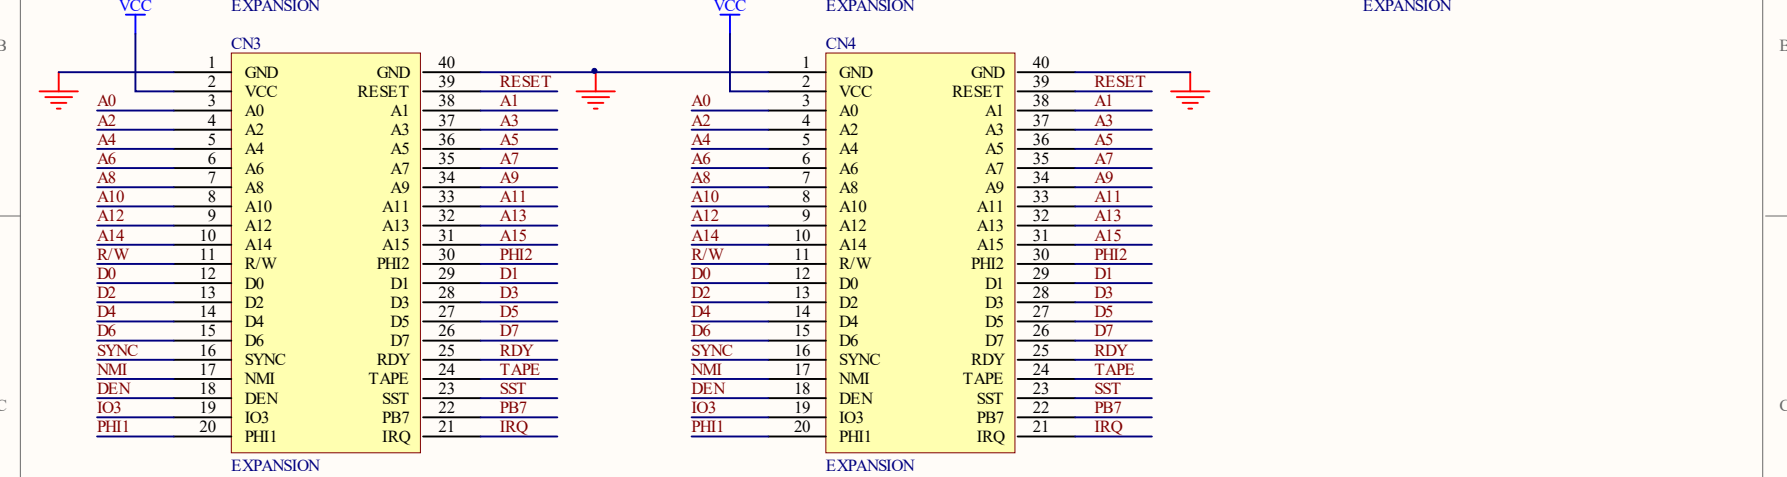 VCC EXPANSION VCC EXPANSION EXPANSION
B CN3 CN4 B
1 GND GND 40 1 GND GND 40
2 VCC RESET 39 RESET 2 VCC RESET 39 RESET
A0 3 A0 A1 38 A1 A0 3 A0 A1 38 A1
A2 4 A2 A3 37 A3 A2 4 A2 A3 37 A3
A4 5 A4 A5 36 A5 A4 5 A4 A5 36 A5
A6 6 A6 A7 35 A7 A6 6 A6 A7 35 A7
A8 7 A8 A9 34 A9 A8 7 A8 A9 34 A9
A10 8 A10 A11 33 A11 A10 8 A10 A11 33 A11
A12 9 A12 A13 32 A13 A12 9 A12 A13 32 A13
A14 10 A14 A15 31 A15 A14 10 A14 A15 31 A15
R/W 11 R/W PHI2 30 PHI2 R/W 11 R/W PHI2 30 PHI2
D0 12 D0 D1 29 D1 D0 12 D0 D1 29 D1
D2 13 D2 D3 28 D3 D2 13 D2 D3 28 D3
D4 14 D4 D5 27 D5 D4 14 D4 D5 27 D5
D6 15 D6 D7 26 D7 D6 15 D6 D7 26 D7
SYNC 16 SYNC RDY 25 RDY SYNC 16 SYNC RDY 25 RDY
NMI 17 NMI TAPE 24 TAPE NMI 17 NMI TAPE 24 TAPE
DEN 18 DEN SST 23 SST DEN 18 DEN SST 23 SST
C IO3 19 IO3 PB7 22 PB7 IO3 19 IO3 PB7 22 PB7 C
PHI1 20 PHI1 IRQ 21 IRQ PHI1 20 PHI1 IRQ 21 IRQ
EXPANSION EXPANSION